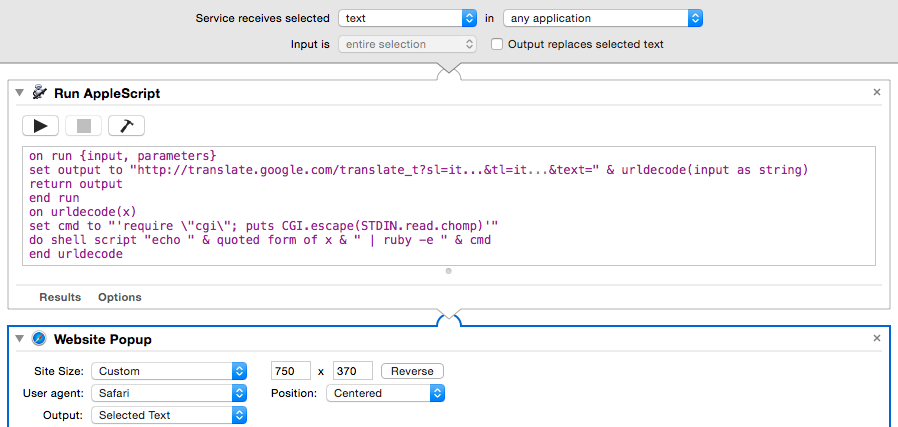 Service receives selected text in any application
Input is entire selection Output replaces selected text
Run AppleScript
on run {input, parameters}
set output to "http://translate.google.com/translate_t?sl=it...&tl=it...&text=" & urldecode(input as string)
return output
end run
on urldecode(x)
set cmd to "'require \"cgi\"; puts CGI.escape(STDIN.read.chomp)'"
do shell script "echo " & quoted form of x & " | ruby -e " & cmd
end urldecode
Results Options
Website Popup
Site Size: Custom 750 x 370 Reverse
User agent: Safari Position: Centered
Output: Selected Text